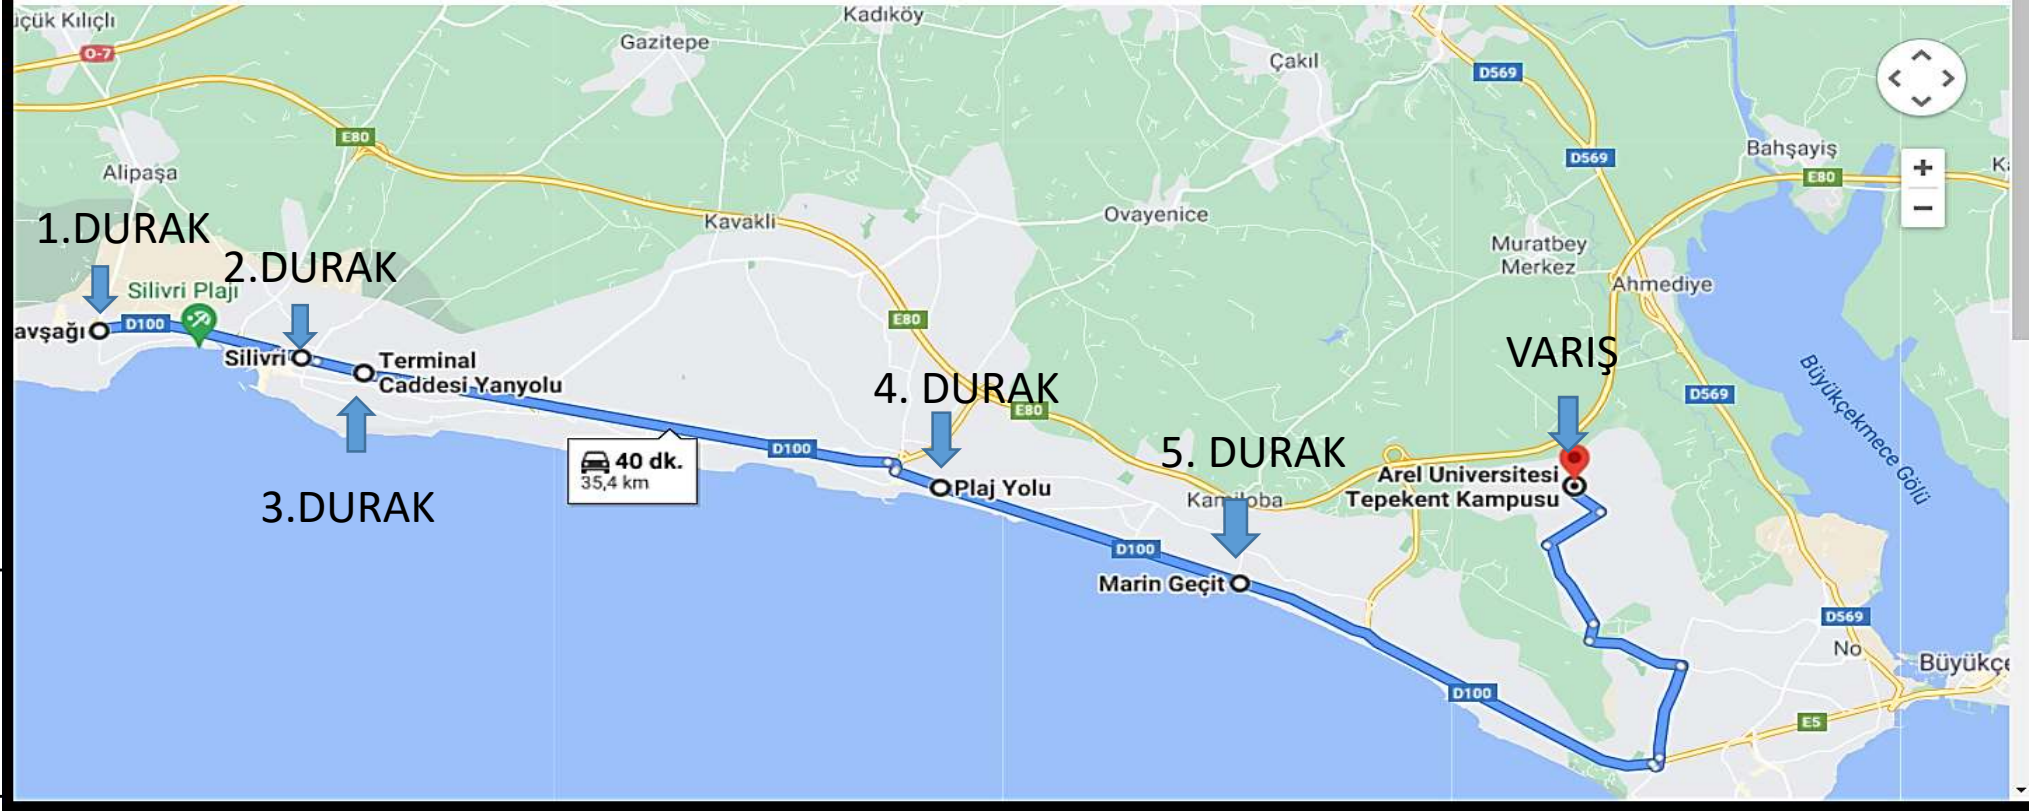 üçük Kılıçlı
Kadıköy
Gazitepe
O-7
Çakıl
D569
E80
Bahşayiş
D569
E80
Alipaşa
Kavakli
Ovayenice
1.DURAK
2.DURAK
Muratbey
Merkez
Ahmediye
Silivri Plajı
avşağı
D100
E80
Silivri
Terminal
Caddesi Yanyolu
VARIŞ
4. DURAK
E80
D569
Büyükçekmece Gölü
D100
40 dk.
35,4 km
5. DURAK
Arel Universitesi
Tepekent Kampusu
Plaj Yolu
3.DURAK
D100
Marin Geçit
D569
No
Büyükçe
D100
E5